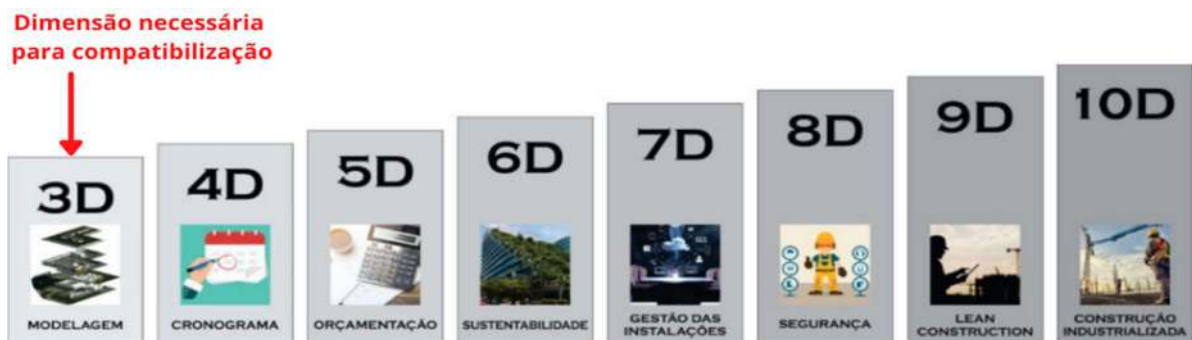 Dimensão necessária
para compatibilização
3D
MODELAGEM
4D
CRONOGRAMA
5D
ORÇAMENTAÇÃO
6D
SUSTENTABILIDADE
7D
GESTÃO DAS
INSTALAÇÕES
8D
SEGURANÇA
9D
LEAN
CONSTRUCTION
10D
CONSTRUÇÃO
INDUSTRIALIZADA